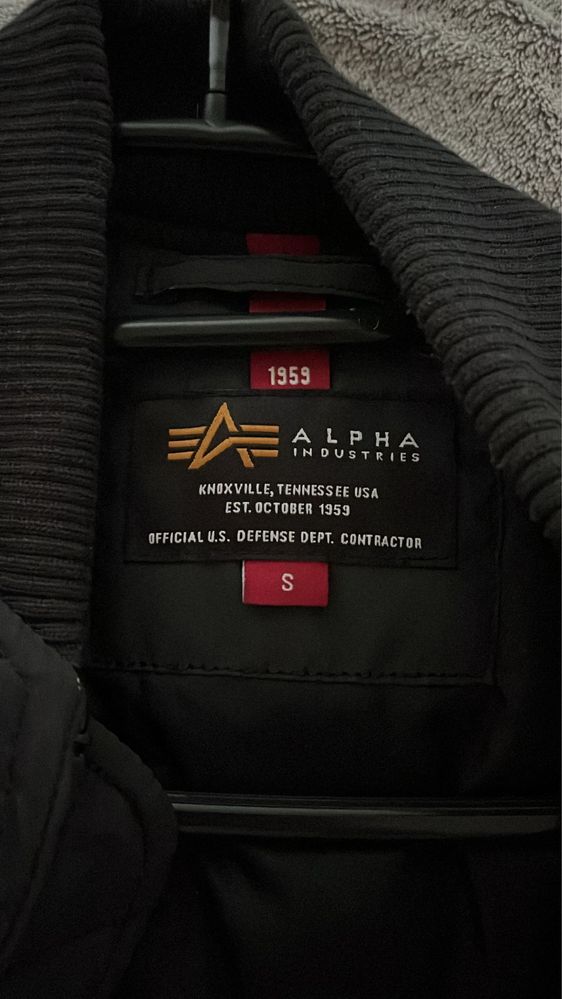 1959
ALPHA
INDUSTRIES
KNOXVILLE, TENNESSEE USA
EST. OCTOBER 1959
OFFICIAL U.S. DEFENSE DEPT. CONTRACTOR
S